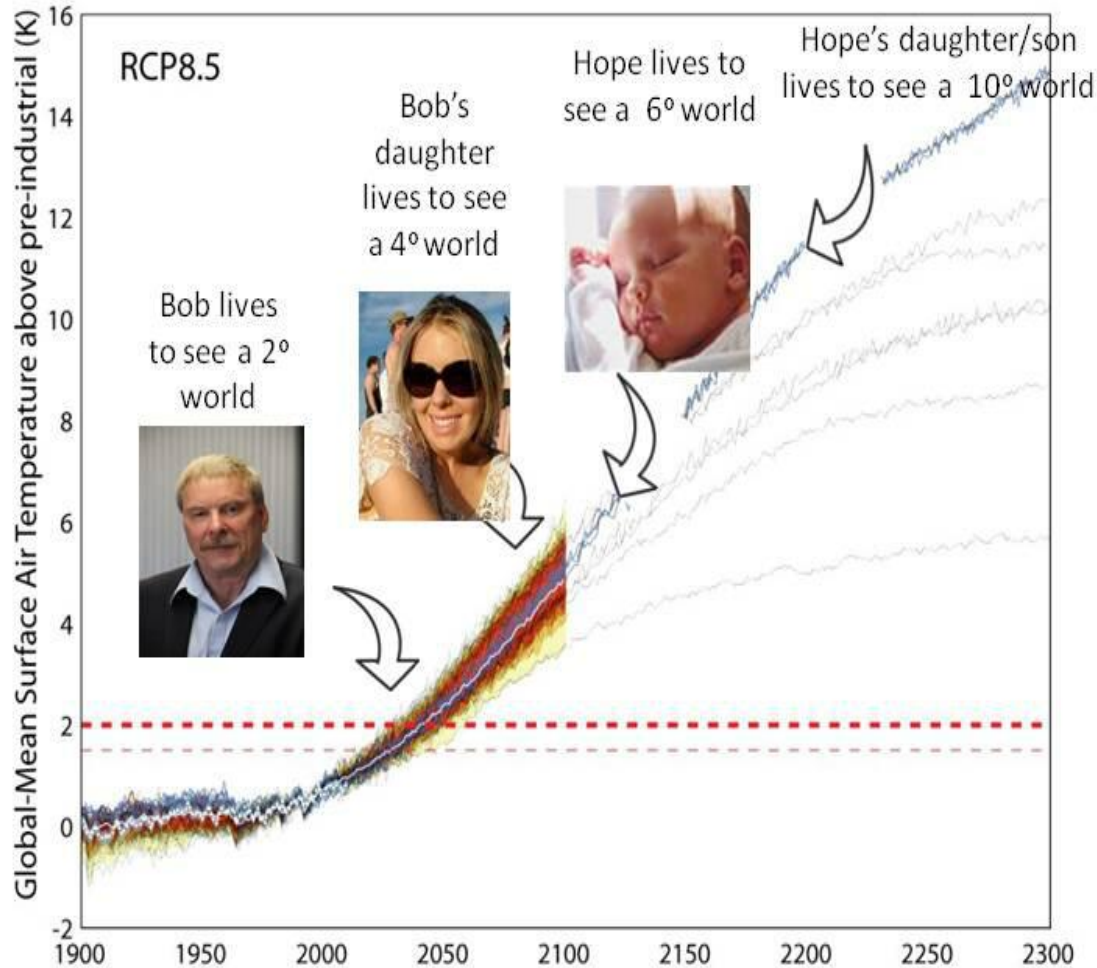 Global-Mean Surface Air Temperature above pre-industrial (K)
16
14
12
10
8
6
4
2
0
-2
RCP8.5
Bob lives
to see a 2º
world
Bob's
daughter
lives to see
a 4º world
Hope lives to
see a 6º world
Hope's daughter/son
lives to see a 10º world
1900
1950
2000
2050
2100
2150
2200
2250
2300